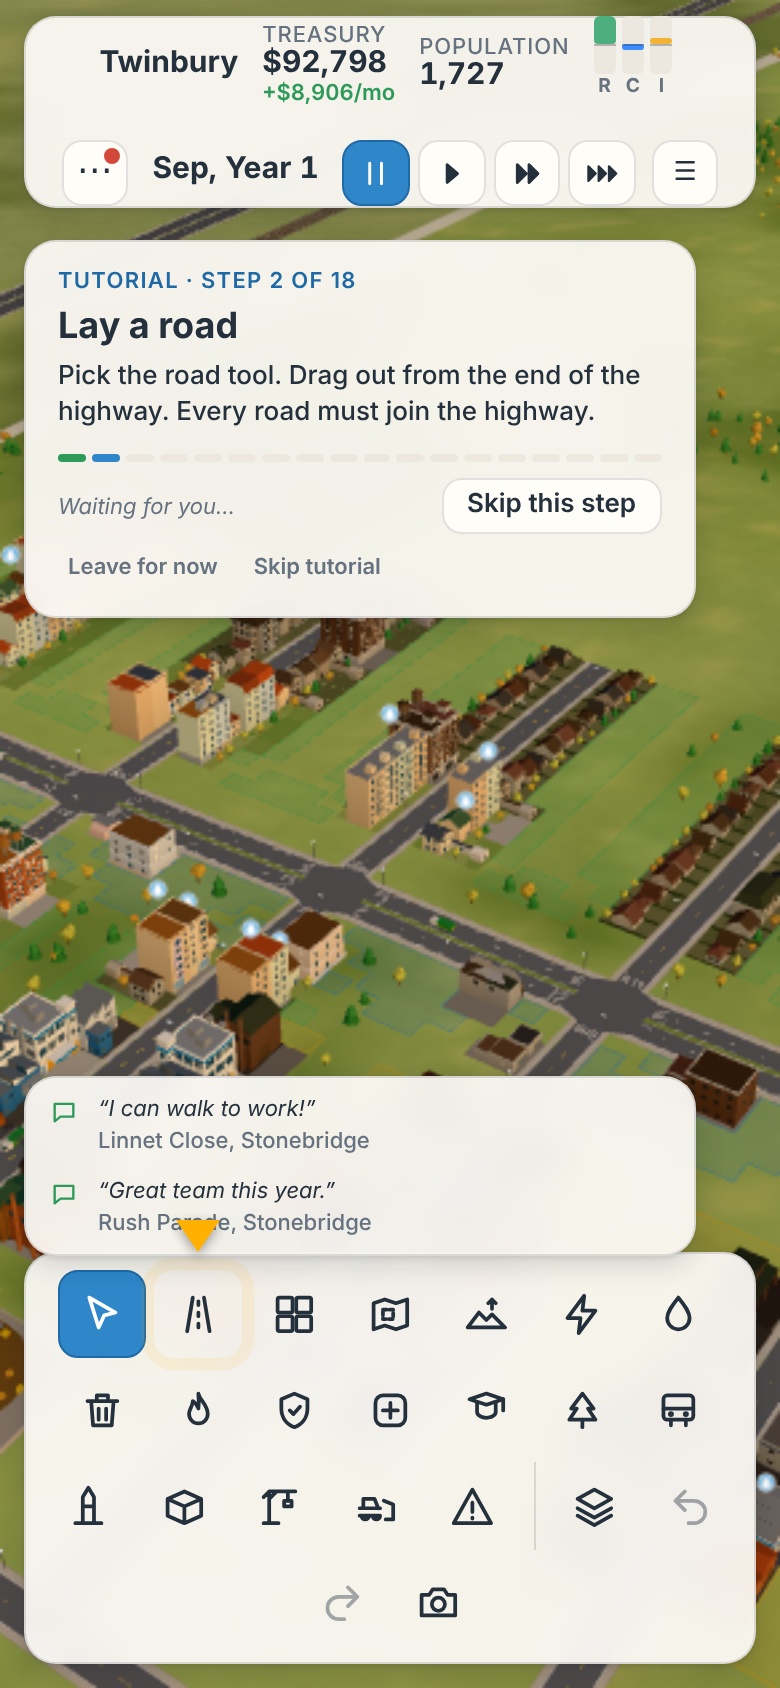 Twinbury
TREASURY
$92,798
+$8,906/mo
POPULATION
1,727
R C I
Sep, Year 1
TUTORIAL · STEP 2 OF 18
Lay a road
Pick the road tool. Drag out from the end of the
highway. Every road must join the highway.
Waiting for you...
Skip this step
Leave for now
Skip tutorial
“I can walk to work!”
Linnet Close, Stonebridge
“Great team this year.”
Rush Parade, Stonebridge